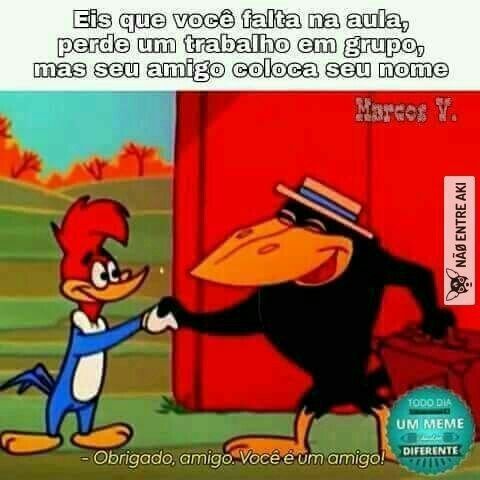 Eis que você falta na aula,
perde um trabalho em grupo,
mas seu amigo coloca seu nome
Marcos V.
NÃØ ENTRE AKI
TODO DIA
UM MEME
DIFERENTE
- Obrigado, amigo. Você é um amigo!